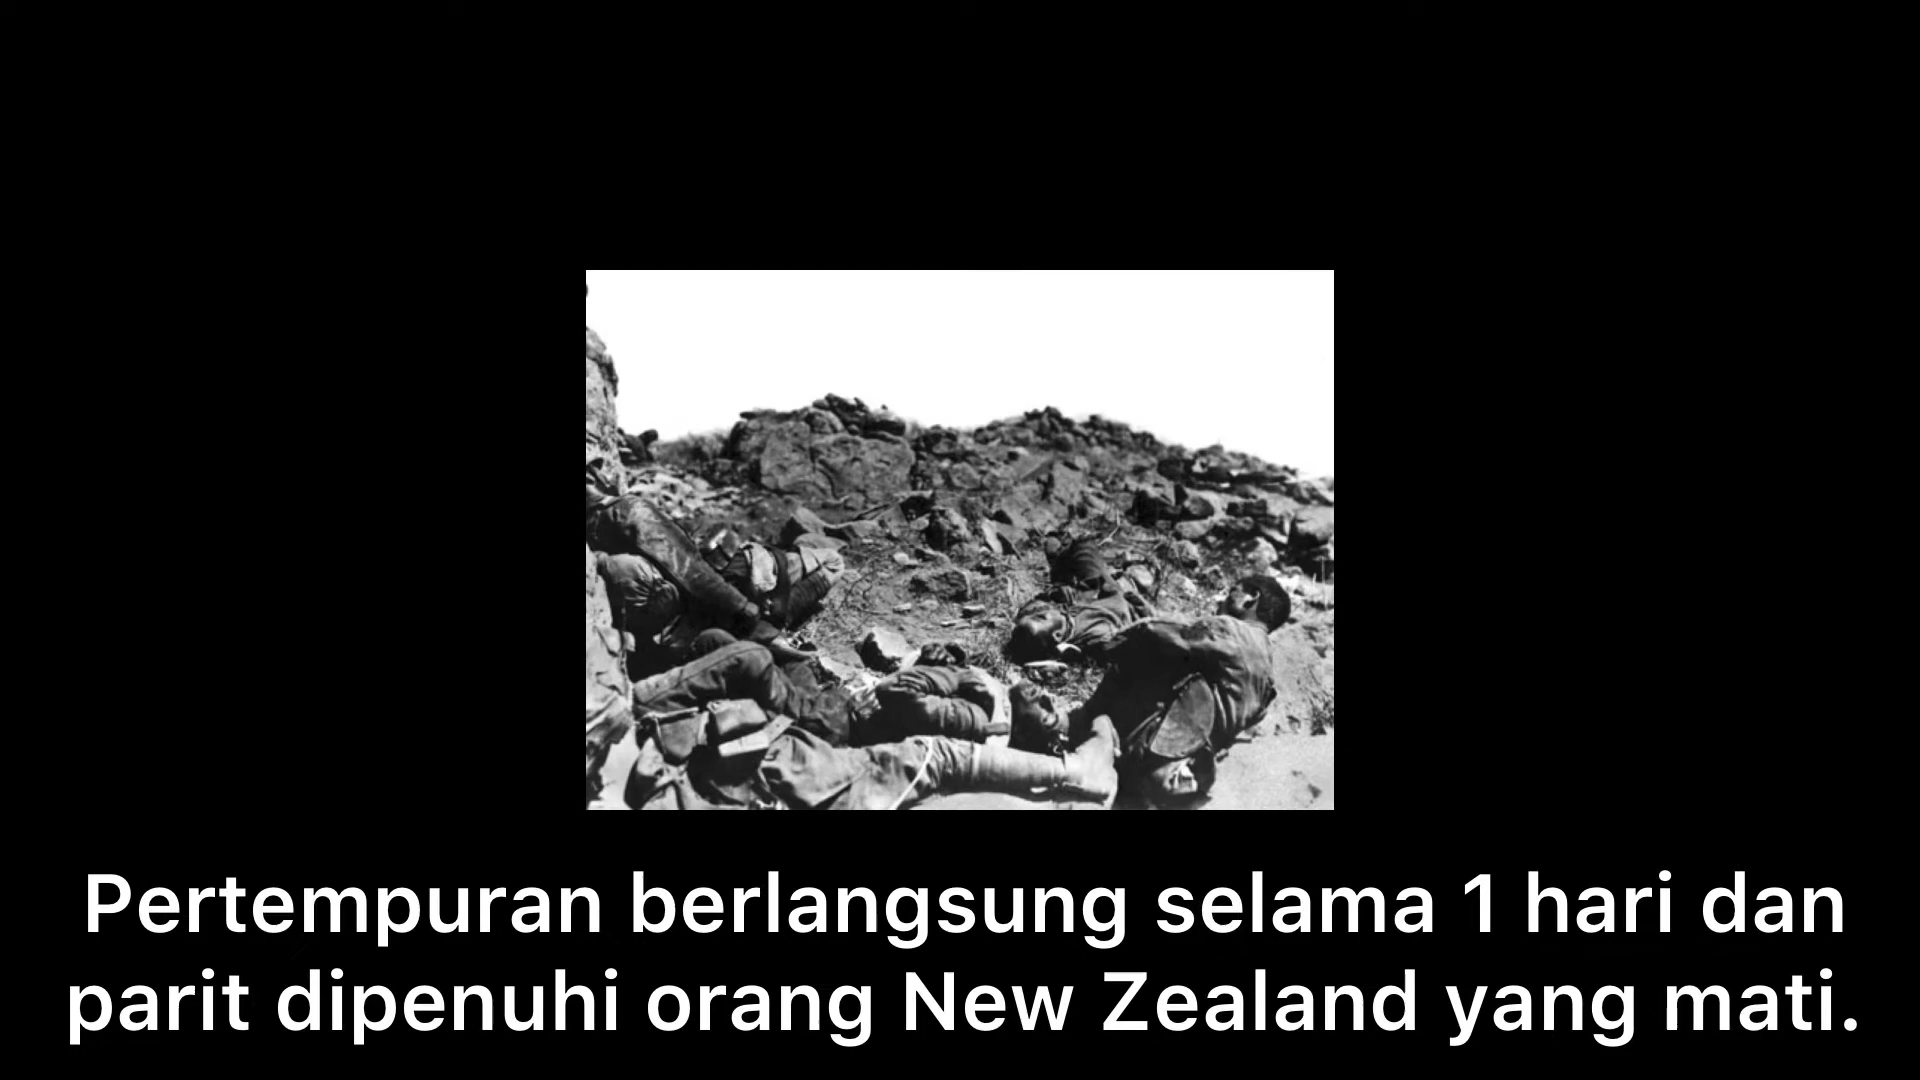 Pertempuran berlangsung selama 1 hari dan
parit dipenuhi orang New Zealand yang mati.